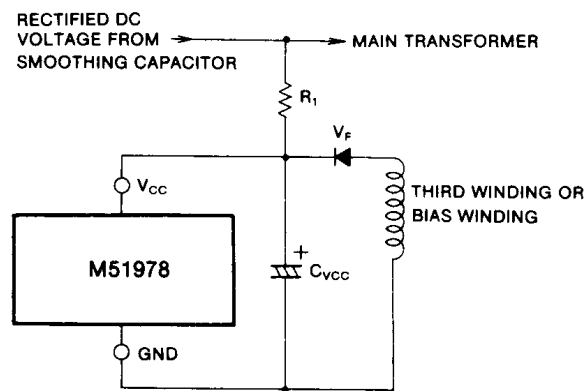 RECTIFIED DC
VOLTAGE FROM
SMOOTHING CAPACITOR
MAIN TRANSFORMER
R1
VF
VCC
THIRD WINDING OR
BIAS WINDING
M51978
+
CVCC
GND